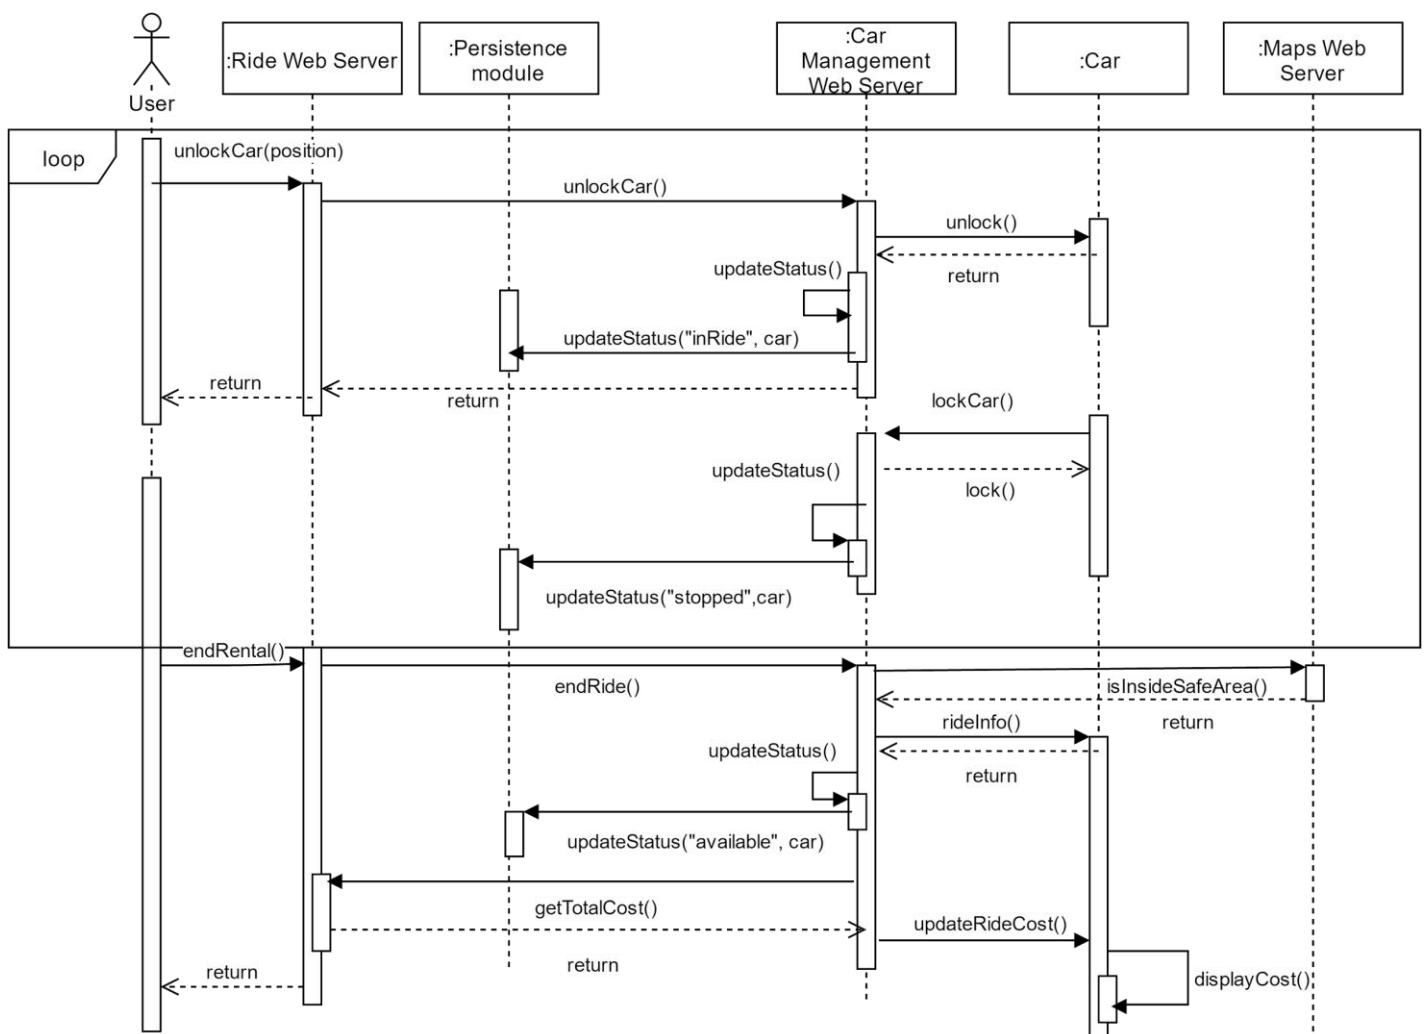 User
:Ride Web Server
:Persistence
module
:Car
Management
Web Server
:Car
:Maps Web
Server
loop
unlockCar(position)
unlockCar()
unlock()
return
updateStatus()
updateStatus("inRide", car)
return
return
lockCar()
updateStatus()
lock()
updateStatus("stopped",car)
endRental()
endRide()
isInsideSafeArea()
return
rideInfo()
return
updateStatus()
updateStatus("available", car)
getTotalCost()
updateRideCost()
return
return
displayCost()